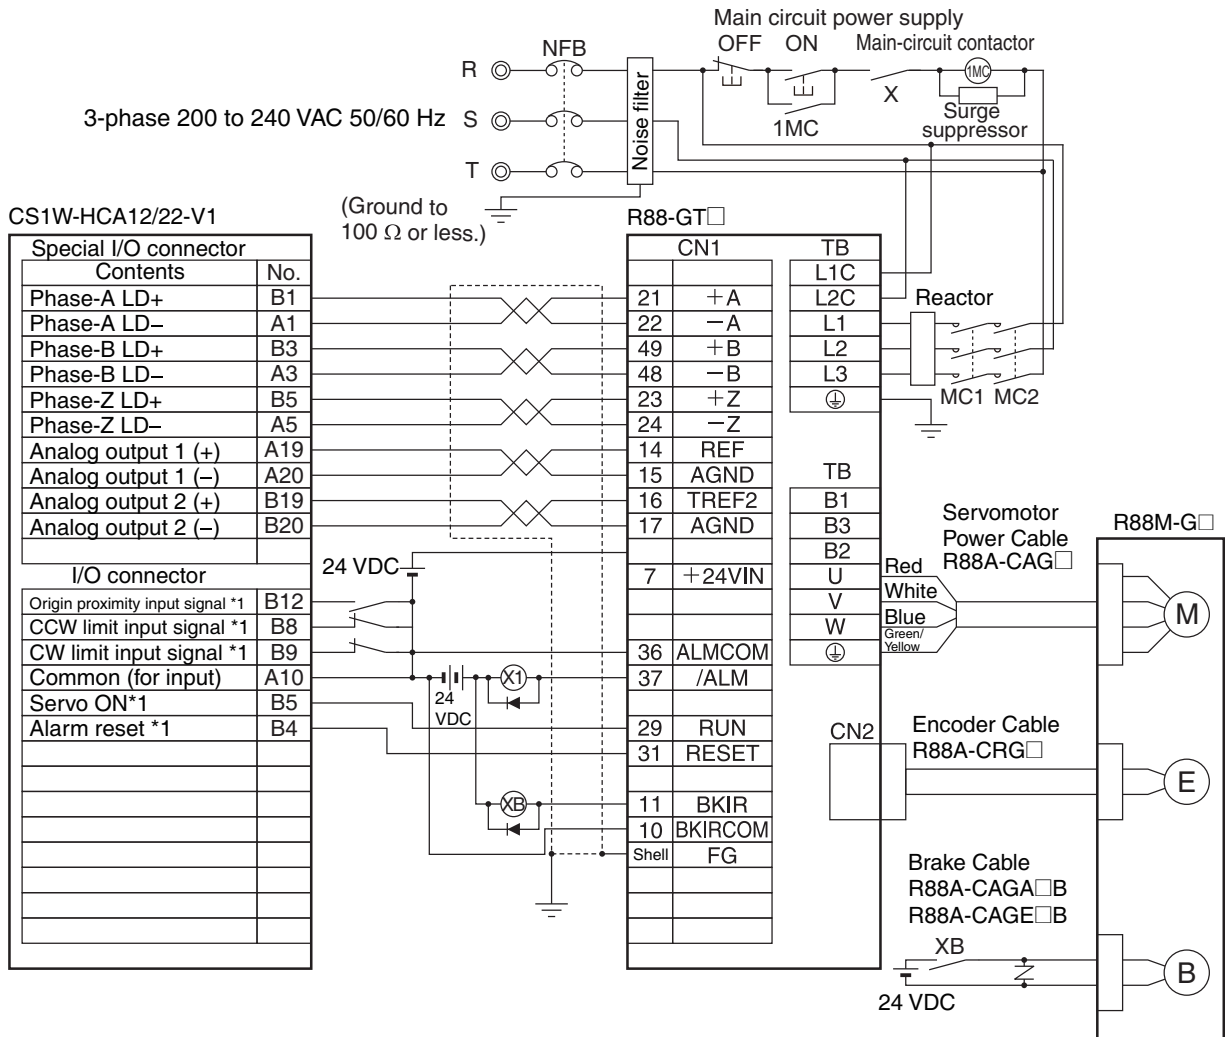 Main circuit power supply
OFF ON Main-circuit contactor
NFB
R
1MC
X
Surge suppressor
1MC
Noise filter
3-phase 200 to 240 VAC 50/60 Hz S
T
(Ground to
100 Ω or less.)
CS1W-HCA12/22-V1
Special I/O connector
Contents No.
Phase-A LD+ B1
Phase-A LD− A1
Phase-B LD+ B3
Phase-B LD− A3
Phase-Z LD+ B5
Phase-Z LD− A5
Analog output 1 (+) A19
Analog output 1 (−) A20
Analog output 2 (+) B19
Analog output 2 (−) B20
I/O connector
Origin proximity input signal *1 B12
CCW limit input signal *1 B8
CW limit input signal *1 B9
Common (for input) A10
Servo ON*1 B5
Alarm reset *1 B4
24 VDC
24
VDC
X1
XB
R88-GT□
CN1
21 +A
22 −A
49 +B
48 −B
23 +Z
24 −Z
14 REF
15 AGND
16 TREF2
17 AGND
7 +24VIN
36 ALMCOM
37 /ALM
29 RUN
31 RESET
11 BKIR
10 BKIRCOM
Shell FG
TB
L1C
L2C
L1
L2
L3
Reactor
MC1 MC2
TB
B1
B3
B2
U
V
W
Red
White
Blue
Green/
Yellow
Servomotor
Power Cable
R88A-CAG□
R88M-G□
M
CN2
Encoder Cable
R88A-CRG□
E
Brake Cable
R88A-CAGA□B
R88A-CAGE□B
XB
24 VDC
B